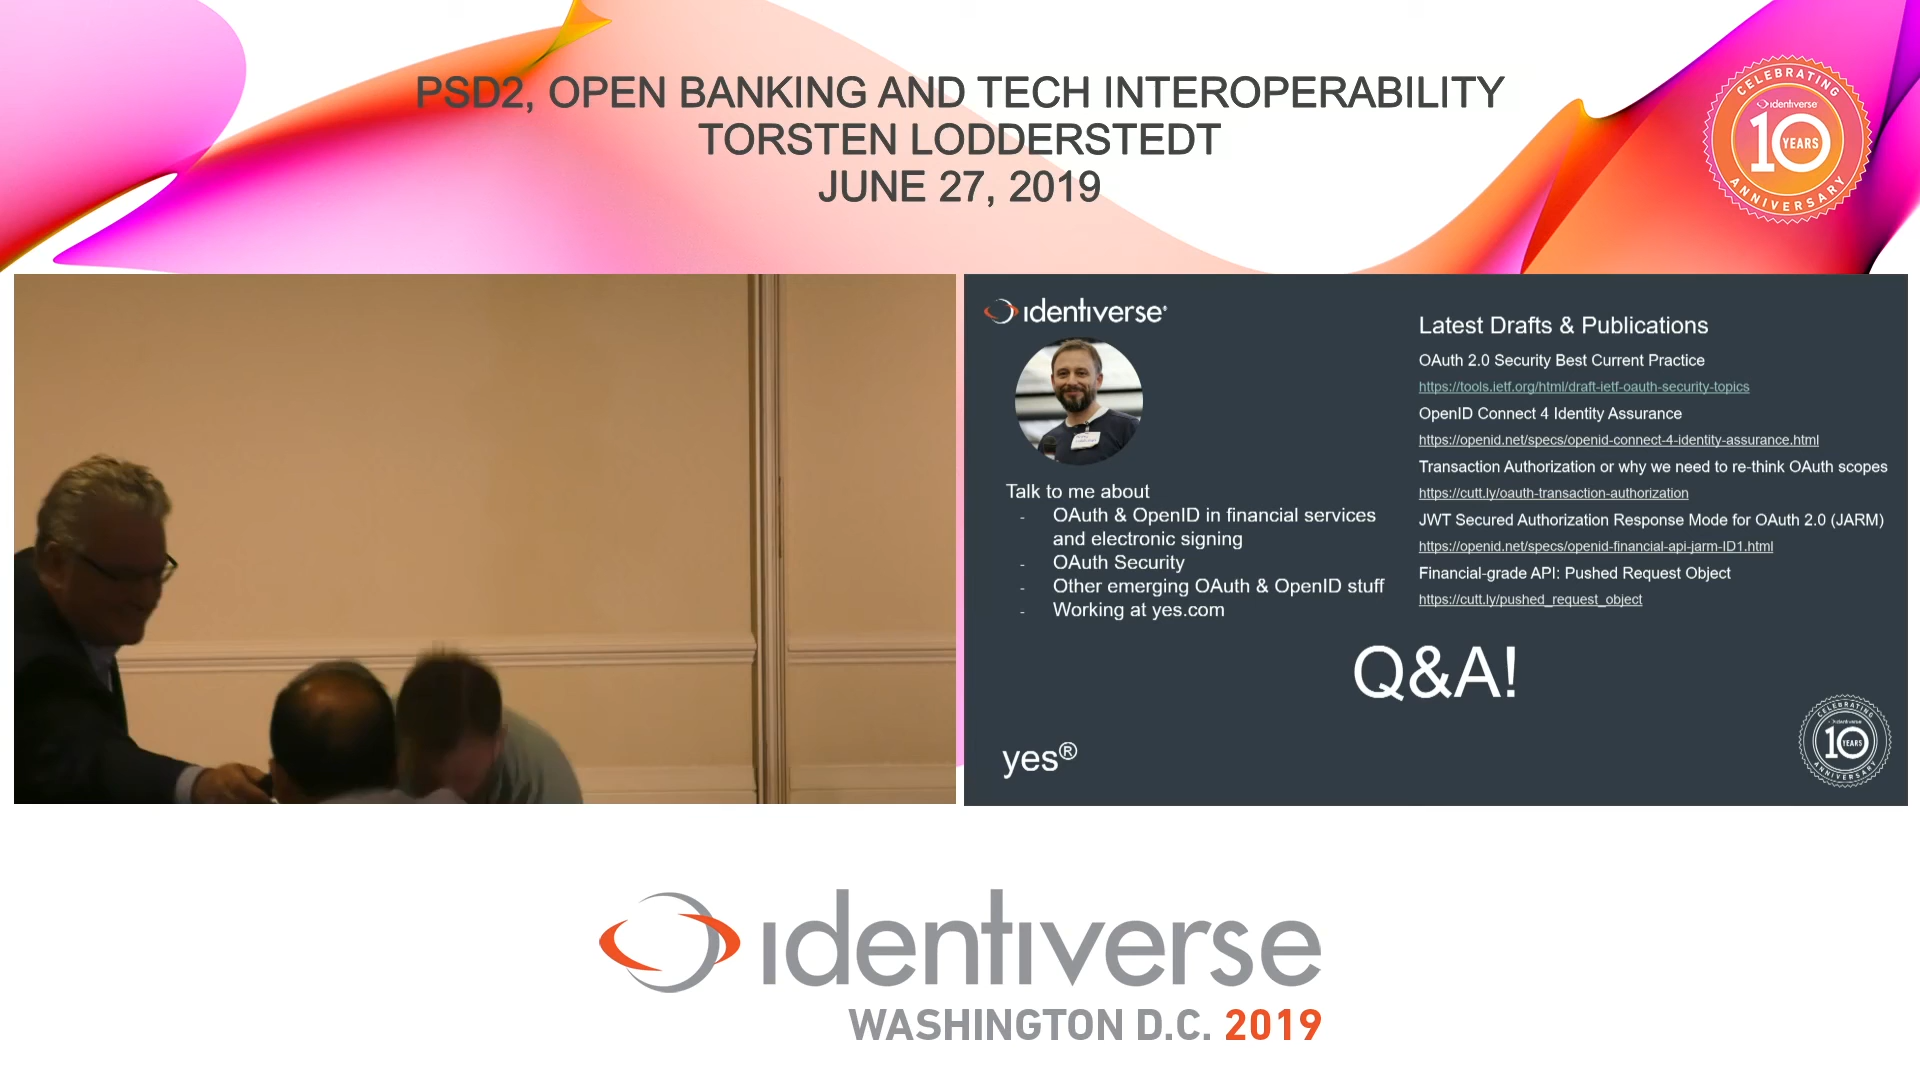 PSD2, OPEN BANKING AND TECH INTEROPERABILITY
TORSTEN LODDERSTEDT
JUNE 27, 2019
CELEBRATING
identiverse
10 YEARS
ANNIVERSARY
identiverse®
Talk to me about
- OAuth & OpenID in financial services
and electronic signing
- OAuth Security
- Other emerging OAuth & OpenID stuff
- Working at yes.com
Latest Drafts & Publications
OAuth 2.0 Security Best Current Practice
https://tools.ietf.org/html/draft-ietf-oauth-security-topics
OpenID Connect 4 Identity Assurance
https://openid.net/specs/openid-connect-4-identity-assurance.html
Transaction Authorization or why we need to re-think OAuth scopes
https://cutt.ly/oauth-transaction-authorization
JWT Secured Authorization Response Mode for OAuth 2.0 (JARM)
https://openid.net/specs/openid-financial-api-jarm-ID1.html
Financial-grade API: Pushed Request Object
https://cutt.ly/pushed_request_object
Q&A!
yes®
CELEBRATING
identiverse
10 YEARS
ANNIVERSARY
identiverse
WASHINGTON D.C. 2019